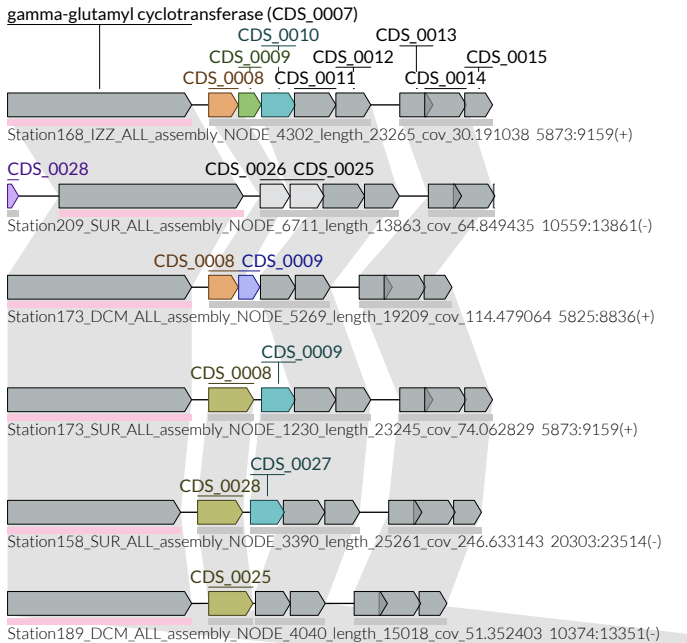 gamma-glutamyl cyclotransferase (CDS_0007)
CDS_0010 CDS_0013
CDS_0009 CDS_0012 CDS_0015
CDS_0008 CDS_0011 CDS_0014
Station168_IZZ_ALL_assembly_NODE_4302_length_23265_cov_30.191038 5873:9159(+)
CDS_0028 CDS_0026 CDS_0025
Station209_SUR_ALL_assembly_NODE_6711_length_13863_cov_64.849435 10559:13861(-)
CDS_0008 CDS_0009
Station173_DCM_ALL_assembly_NODE_5269_length_19209_cov_114.479064 5825:8836(+)
CDS_0009
CDS_0008
Station173_SUR_ALL_assembly_NODE_1230_length_23245_cov_74.062829 5873:9159(+)
CDS_0027
CDS_0028
Station158_SUR_ALL_assembly_NODE_3390_length_25261_cov_246.633143 20303:23514(-)
CDS_0025
Station189_DCM_ALL_assembly_NODE_4040_length_15018_cov_51.352403 10374:13351(-)